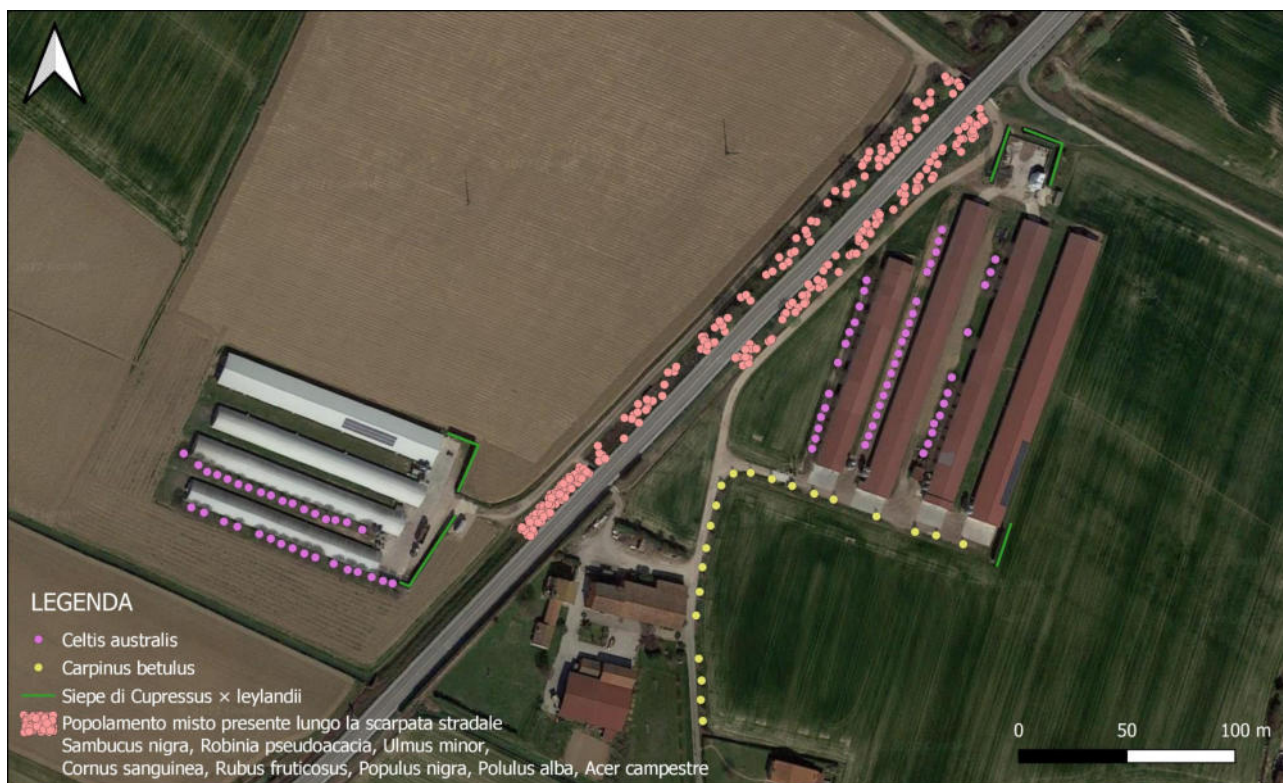 LEGENDA
Celtis australis
Carpinus betulus
Siepe di Cupressus × leylandii
Popolamento misto presente lungo la scarpata stradale
Sambucus nigra, Robinia pseudoacacia, Ulmus minor,
Cornus sanguinea, Rubus fruticosus, Populus nigra, Polulus alba, Acer campestre
0 50 100 m